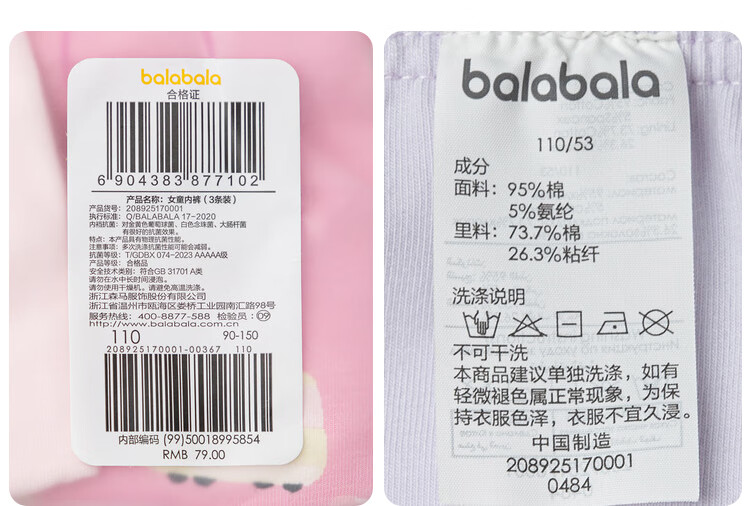 balabala
合格证
6 904383 877102
产品名称：女童内裤（3条装）
产品货号：208925170001
执行标准：Q/BALABALA 17-2020
内裆抗菌：对金黄色葡萄球菌、白色念珠菌、大肠杆菌
有很好的抗菌效果。
特点：本产品具有物理抗菌性能。
注意事项：多次洗涤抗菌性能可能会减弱。
抗菌等级：T/GDBX 074-2023 AAAAA级
产品等级：合格品
安全技术类别：符合GB 31701 A类
请勿在水中长时间浸泡。
请勿使用干燥机。请避免高温洗涤。
浙江森马服饰股份有限公司
浙江省温州市瓯海区娄桥工业园南汇路98号
服务热线：400-8877-588 检验员：09
http://www.balabala.com.cn
110 90-150
208925170001-00367 110
内部编码 (99)50018995854
RMB 79.00
balabala
110/53
成分
面料：95%棉
5%氨纶
里料：73.7%棉
26.3%粘纤
洗涤说明
不可干洗
本商品建议单独洗涤，如有
轻微褪色属正常现象，为保
持衣服色泽，衣服不宜久浸。
中国制造
208925170001
0484